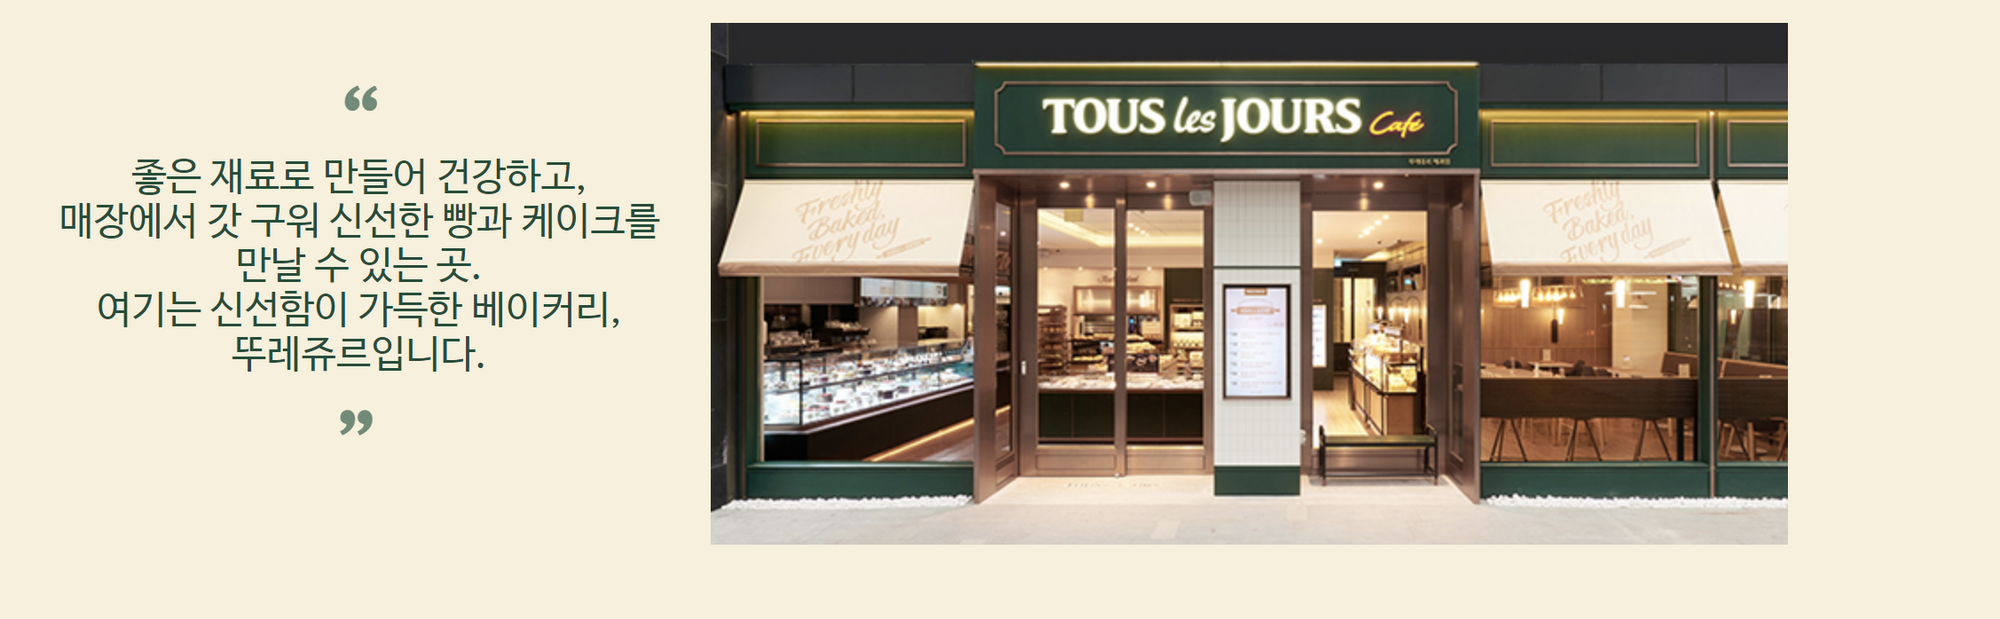 “
좋은 재료로 만들어 건강하고,
매장에서 갓 구워 신선한 빵과 케이크를
만날 수 있는 곳.
여기는 신선함이 가득한 베이커리,
뚜레쥬르입니다.
”
TOUS les JOURS Café
Freshly
Baked,
Every day
Freshly
Baked,
Every day